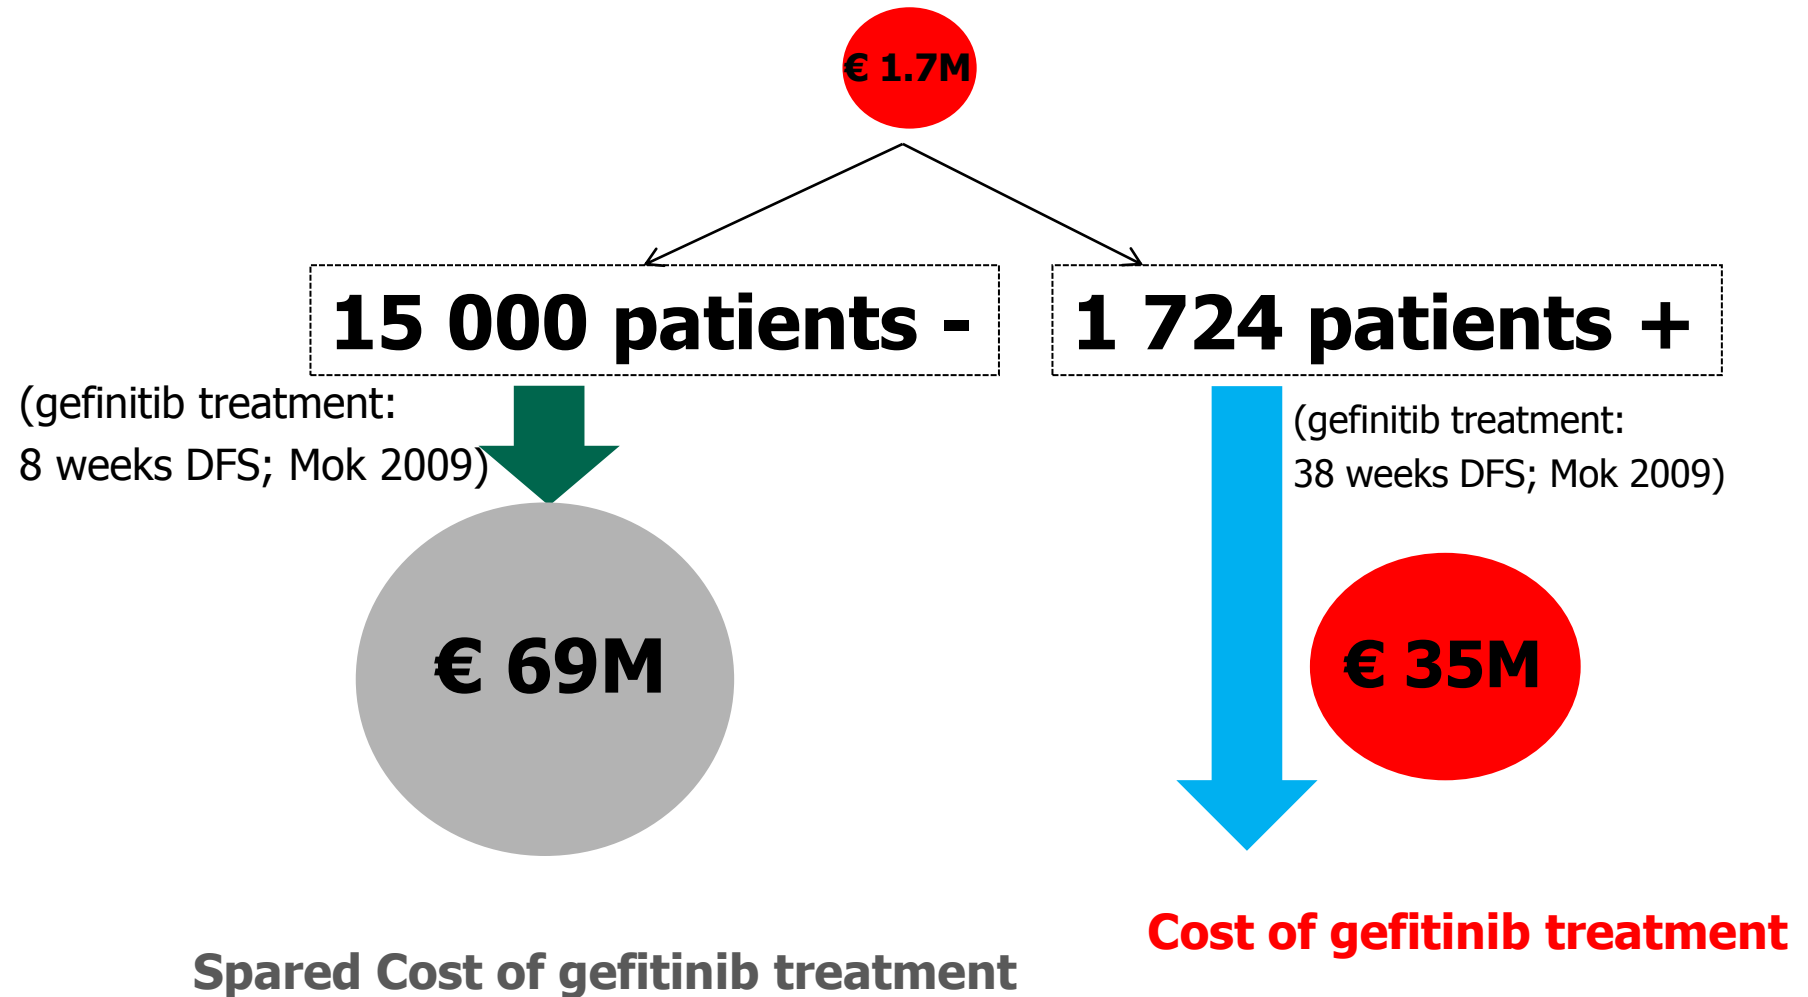 € 1.7M
15 000 patients -
1 724 patients +
(gefinitib treatment:
8 weeks DFS; Mok 2009)
(gefinitib treatment:
38 weeks DFS; Mok 2009)
€ 69M
€ 35M
Cost of gefitinib treatment
Spared Cost of gefitinib treatment